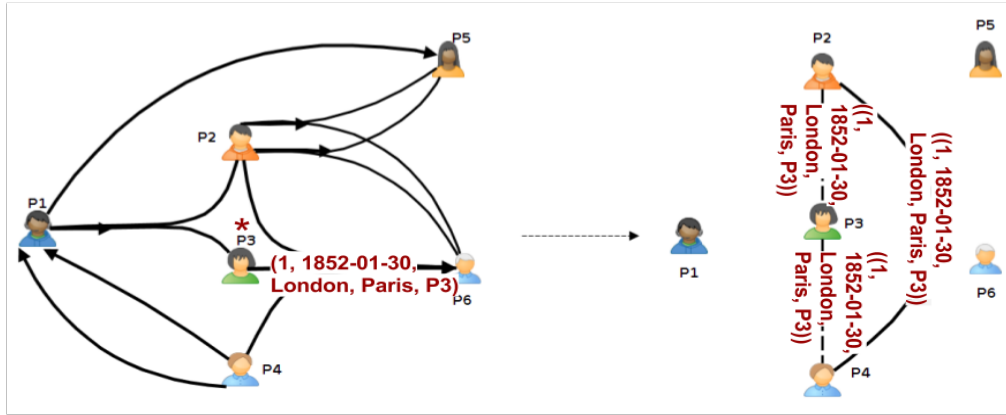 P5
P2
P1
*
P3
(1, 1852-01-30,
London, Paris, P3)
P6
P4
P2
P5
((1,
1852-01-30,
London,
Paris, P3))
((1, 1852-01-30,
London, Paris, P3))
P3
P1
((1,
1852-01-30,
London,
Paris, P3))
P6
P4